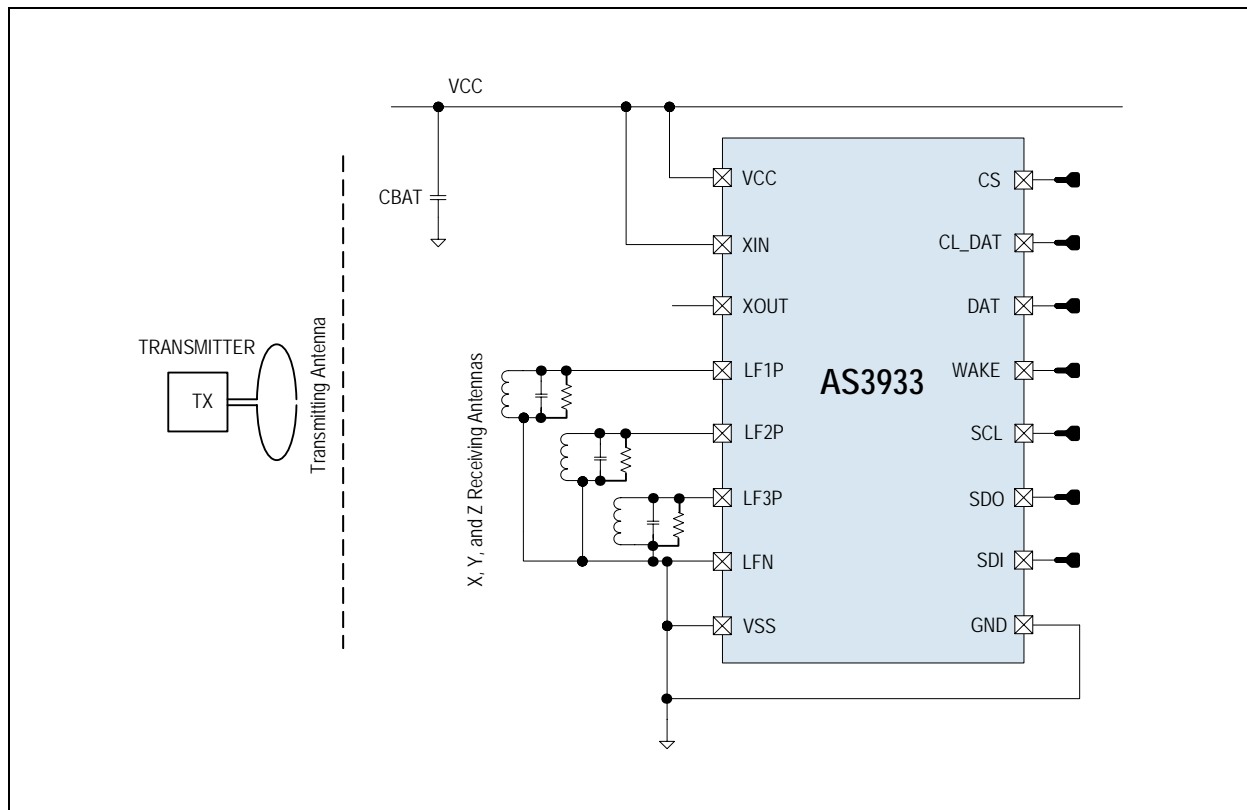 VCC
CBAT
TRANSMITTER
TX
Transmitting Antenna
X, Y, and Z Receiving Antennas
VCC
XIN
XOUT
LF1P
LF2P
LF3P
LFN
VSS
AS3933
CS
CL_DAT
DAT
WAKE
SCL
SDO
SDI
GND